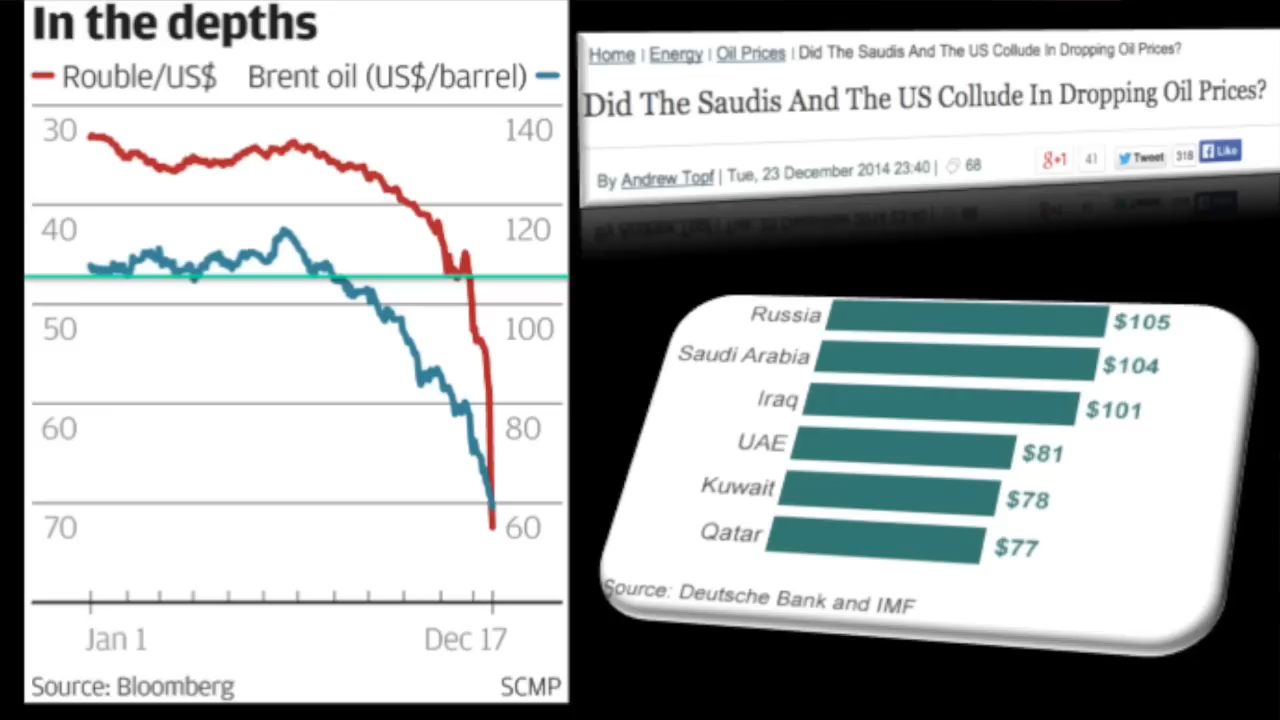 In the depths
Rouble/US$ Brent oil (US$/barrel)
30 140
40 120
50 100
60 80
70 60
Jan 1 Dec 17
Source: Bloomberg SCMP
Home | Energy | Oil Prices | Did The Saudis And The US Collude In Dropping Oil Prices?
Did The Saudis And The US Collude In Dropping Oil Prices?
By Andrew Topf | Tue, 23 December 2014 23:40 | 68
g+1 41 Tweet 318 Like
Russia $105
Saudi Arabia $104
Iraq $101
UAE $81
Kuwait $78
Qatar $77
Source: Deutsche Bank and IMF